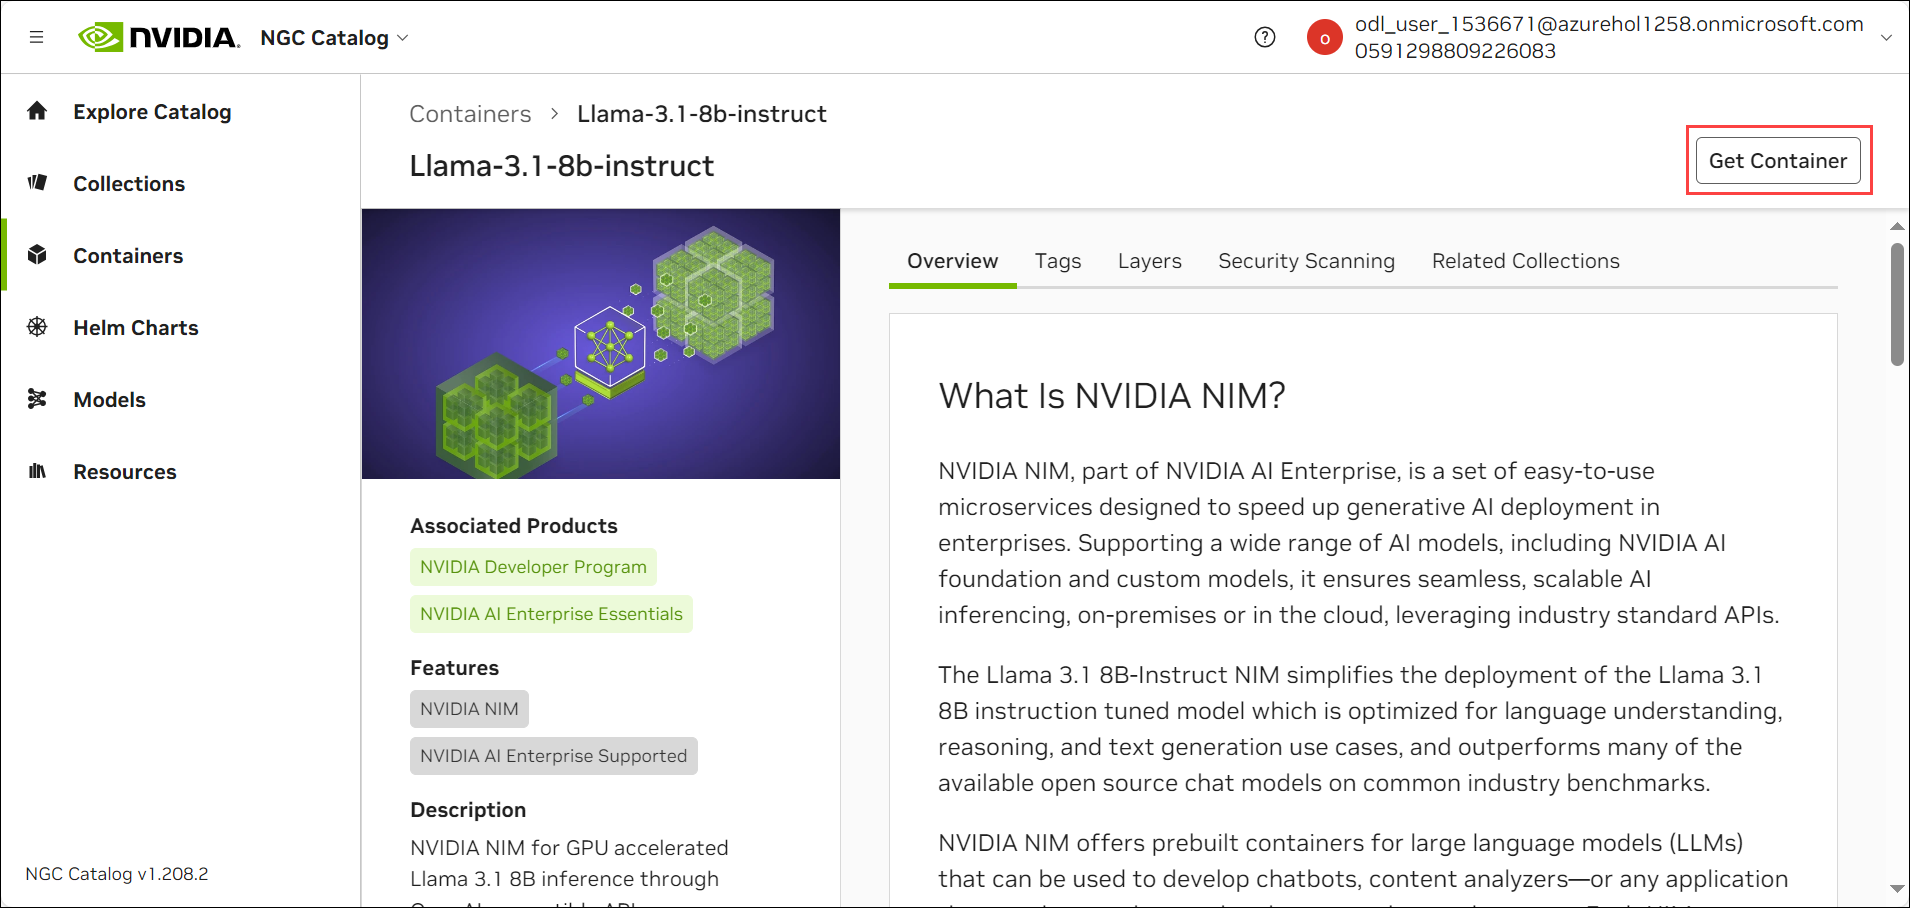 NVIDIA. NGC Catalog
o
odl_user_1536671@azurehol1258.onmicrosoft.com
0591298809226083
Explore Catalog
Collections
Containers
Helm Charts
Models
Resources
NGC Catalog v1.208.2
Containers > Llama-3.1-8b-instruct
Llama-3.1-8b-instruct
Get Container
Associated Products
NVIDIA Developer Program
NVIDIA AI Enterprise Essentials
Features
NVIDIA NIM
NVIDIA AI Enterprise Supported
Description
NVIDIA NIM for GPU accelerated
Llama 3.1 8B inference through
Overview Tags Layers Security Scanning Related Collections
What Is NVIDIA NIM?
NVIDIA NIM, part of NVIDIA AI Enterprise, is a set of easy-to-use
microservices designed to speed up generative AI deployment in
enterprises. Supporting a wide range of AI models, including NVIDIA AI
foundation and custom models, it ensures seamless, scalable AI
inferencing, on-premises or in the cloud, leveraging industry standard APIs.
The Llama 3.1 8B-Instruct NIM simplifies the deployment of the Llama 3.1
8B instruction tuned model which is optimized for language understanding,
reasoning, and text generation use cases, and outperforms many of the
available open source chat models on common industry benchmarks.
NVIDIA NIM offers prebuilt containers for large language models (LLMs)
that can be used to develop chatbots, content analyzers—or any application